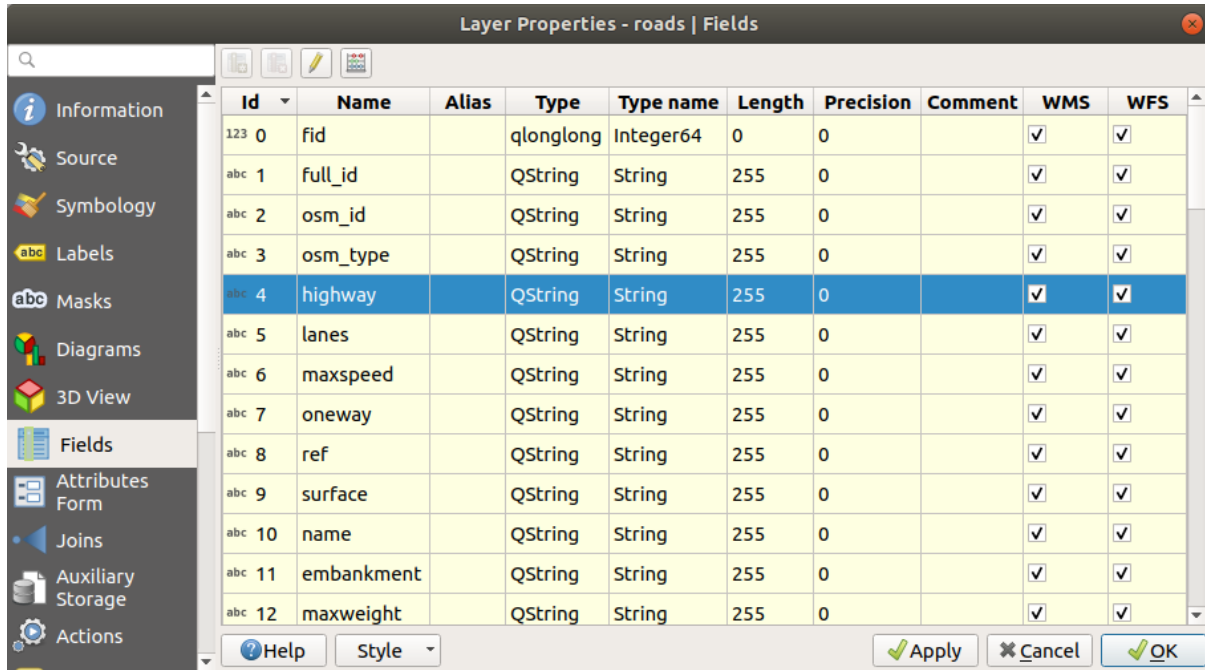 Layer Properties - roads | Fields
Information
Source
Symbology
abc Labels
abc Masks
Diagrams
3D View
Fields
Attributes
Form
Joins
Auxiliary
Storage
Actions
Id Name Alias Type Type name Length Precision Comment WMS WFS
123 0 fid qlonglong Integer64 0 0
abc 1 full_id QString String 255 0
abc 2 osm_id QString String 255 0
abc 3 osm_type QString String 255 0
abc 4 highway QString String 255 0
abc 5 lanes QString String 255 0
abc 6 maxspeed QString String 255 0
abc 7 oneway QString String 255 0
abc 8 ref QString String 255 0
abc 9 surface QString String 255 0
abc 10 name QString String 255 0
abc 11 embankment QString String 255 0
abc 12 maxweight QString String 255 0
Help Style Apply Cancel OK